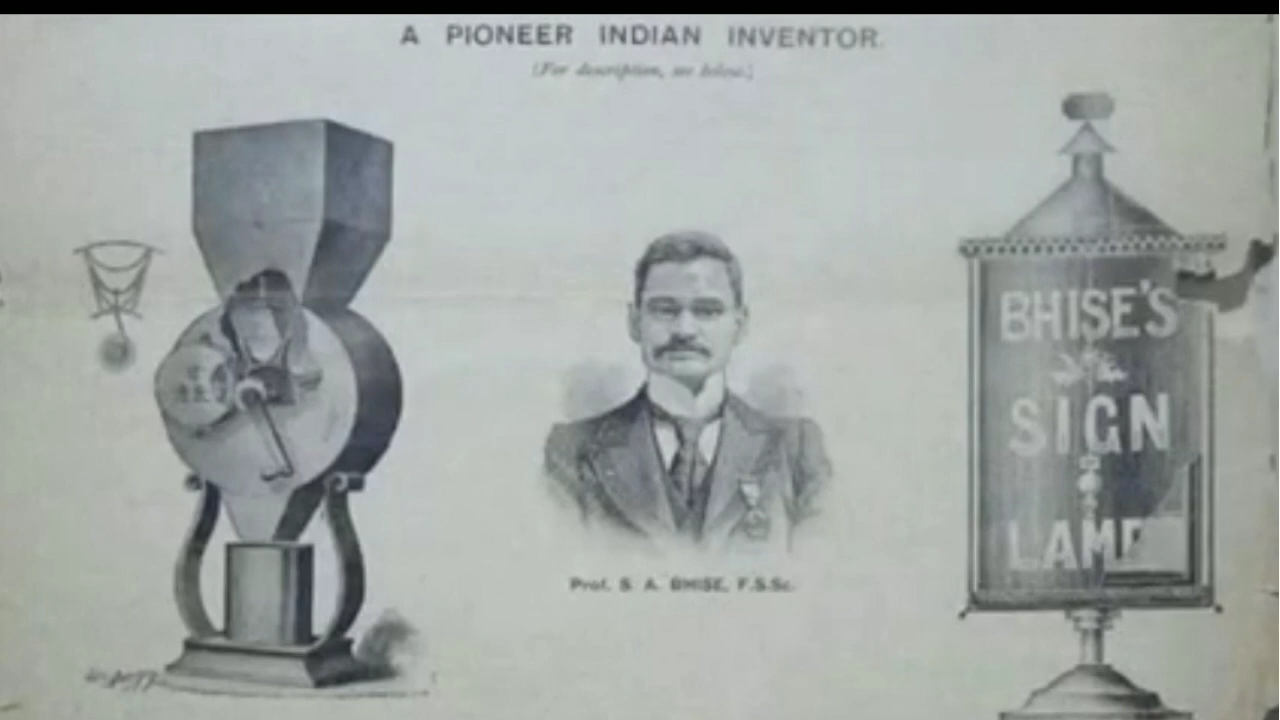 A PIONEER INDIAN INVENTOR.
(For description, see below.)
BHISE'S
SIGN
LAMP
Prof. S. A. BHISE, F.S.Sc.